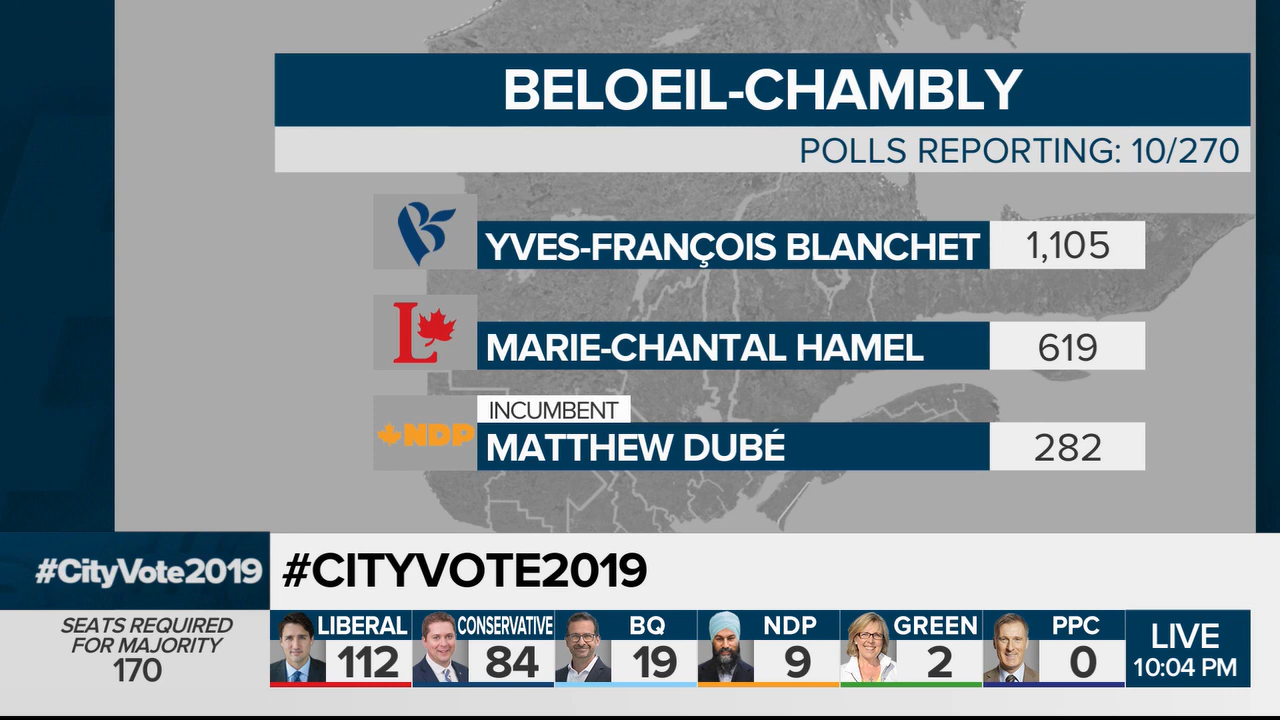 BELOEIL-CHAMBLY
POLLS REPORTING: 10/270
YVES-FRANÇOIS BLANCHET 1,105
L
MARIE-CHANTAL HAMEL 619
INCUMBENT
NDP
MATTHEW DUBÉ 282
#CityVote2019
#CITYVOTE2019
SEATS REQUIRED
FOR MAJORITY
170
LIBERAL
112
CONSERVATIVE
84
BQ
19
NDP
9
GREEN
2
PPC
0
LIVE
10:04 PM